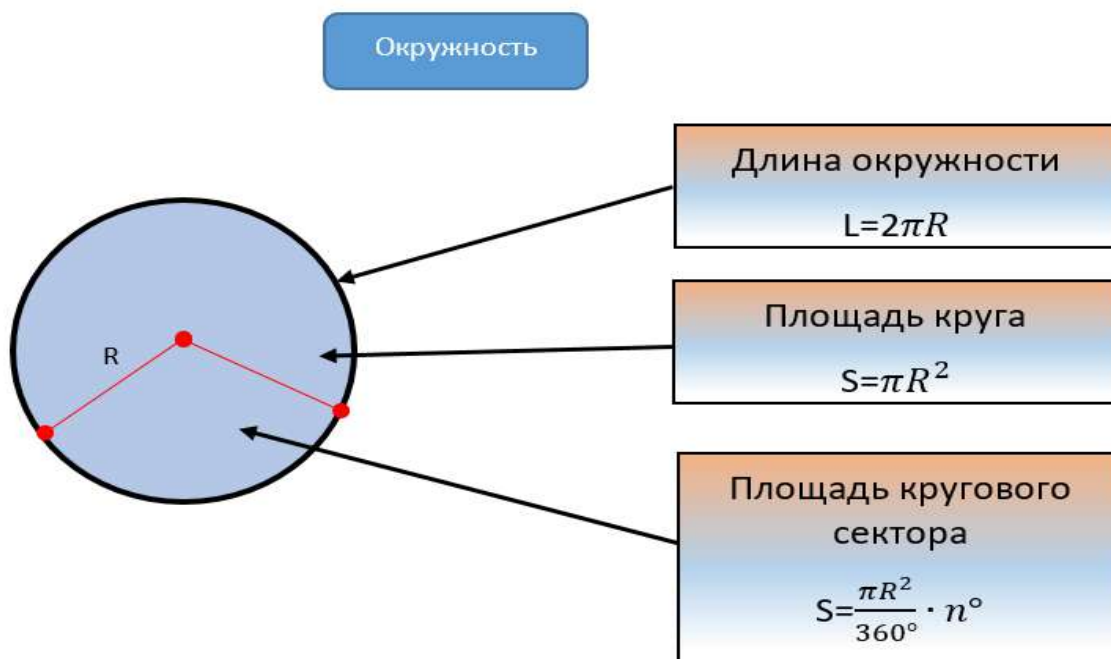 Окружность
Длина окружности
L=2𝜋𝑅
R
Площадь круга
S=𝜋𝑅²
Площадь кругового
сектора
S=𝜋𝑅²/360° · 𝑛°